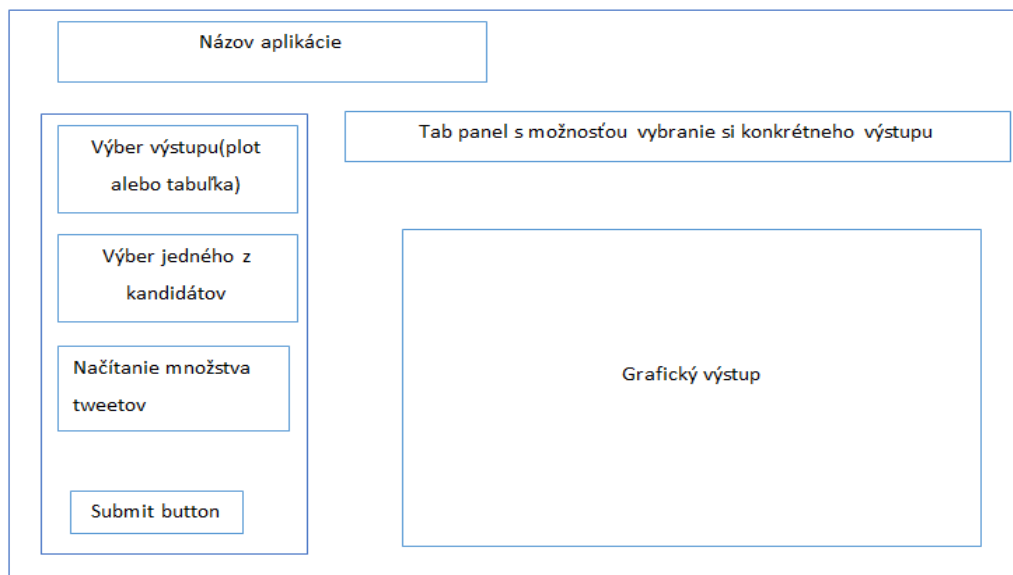 Názov aplikácie
Výber výstupu(plot
alebo tabuľka)
Výber jedného z
kandidátov
Načítanie množstva
tweetov
Submit button
Tab panel s možnosťou vybranie si konkrétneho výstupu
Grafický výstup